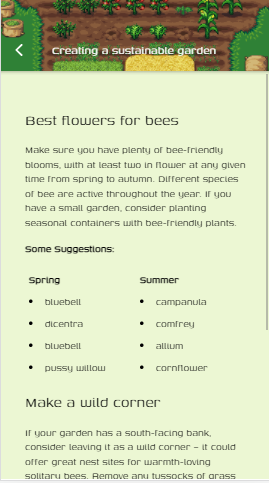 Creating a sustainable garden
Best flowers for bees
Make sure you have plenty of bee-friendly
blooms, with at least two in flower at any given
time from spring to autumn. Different species
of bee are active throughout the year. If you
have a small garden, consider planting
seasonal containers with bee-friendly plants.
Some Suggestions:
Spring Summer
• bluebell • campanula
• dicentra • comfrey
• bluebell • allium
• pussy willow • cornflower
Make a wild corner
If your garden has a south-facing bank,
consider leaving it as a wild corner – it could
offer great nest sites for warmth-loving
solitary bees. Remove any tussocks of grass